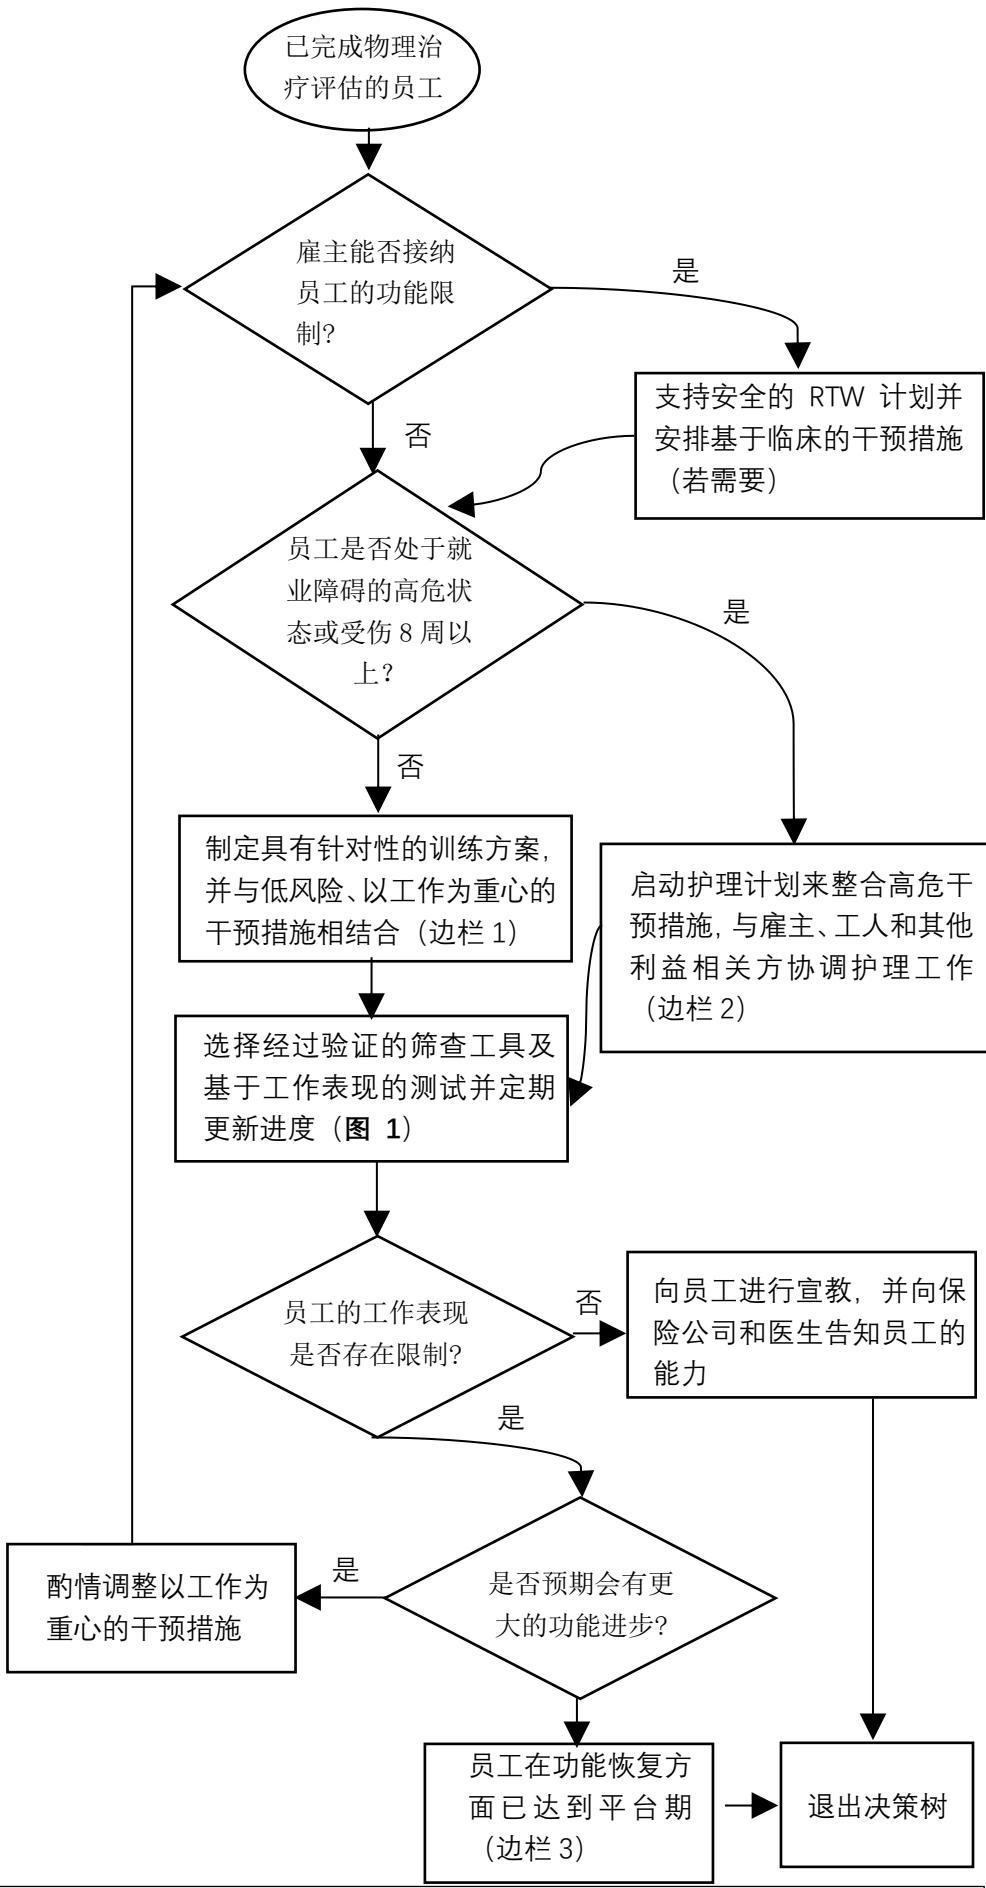 已完成物理治
疗评估的员工
雇主能否接纳
员工的功能限
制?
是
支持安全的 RTW 计划并
安排基于临床的干预措施
（若需要）
否
员工是否处于就
业障碍的高危状
态或受伤 8 周以
上?
是
否
制定具有针对性的训练方案,
并与低风险、以工作为重心的
干预措施相结合（边栏 1）
启动护理计划来整合高危干
预措施, 与雇主、工人和其他
利益相关方协调护理工作
（边栏 2）
选择经过验证的筛查工具及
基于工作表现的测试并定期
更新进度（图 1）
员工的工作表现
是否存在限制?
否
向员工进行宣教, 并向保
险公司和医生告知员工的
能力
是
是否预期会有更
大的功能进步?
是
酌情调整以工作为
重心的干预措施
员工在功能恢复方
面已达到平台期
（边栏 3）
退出决策树